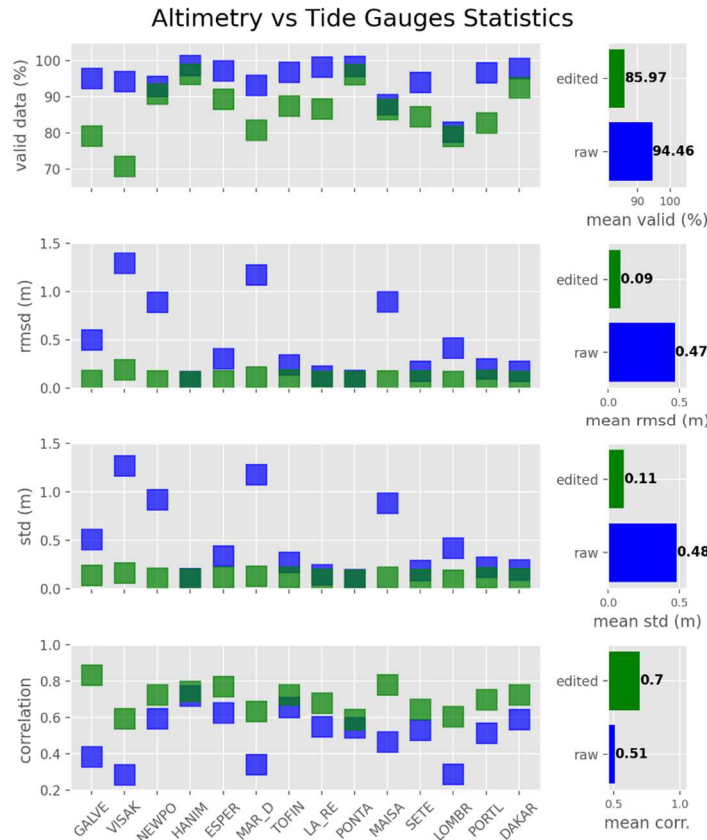 Altimetry vs Tide Gauges Statistics
valid data (%)
100
90
80
70
edited
85.97
raw
94.46
90 100
mean valid (%)
rmsd (m)
1.5
1.0
0.5
0.0
edited
0.09
raw
0.47
0.0 0.5
mean rmsd (m)
std (m)
1.5
1.0
0.5
0.0
edited
0.11
raw
0.48
0.0 0.5
mean std (m)
correlation
1.0
0.8
0.6
0.4
0.2
edited
0.7
raw
0.51
0.5 1.0
mean corr.
GALVE VISAK NEWPO HANIM ESPER MAR_D TOFIN LA_RE PONTA MAISA SETE LOMBR PORTL DAKAR